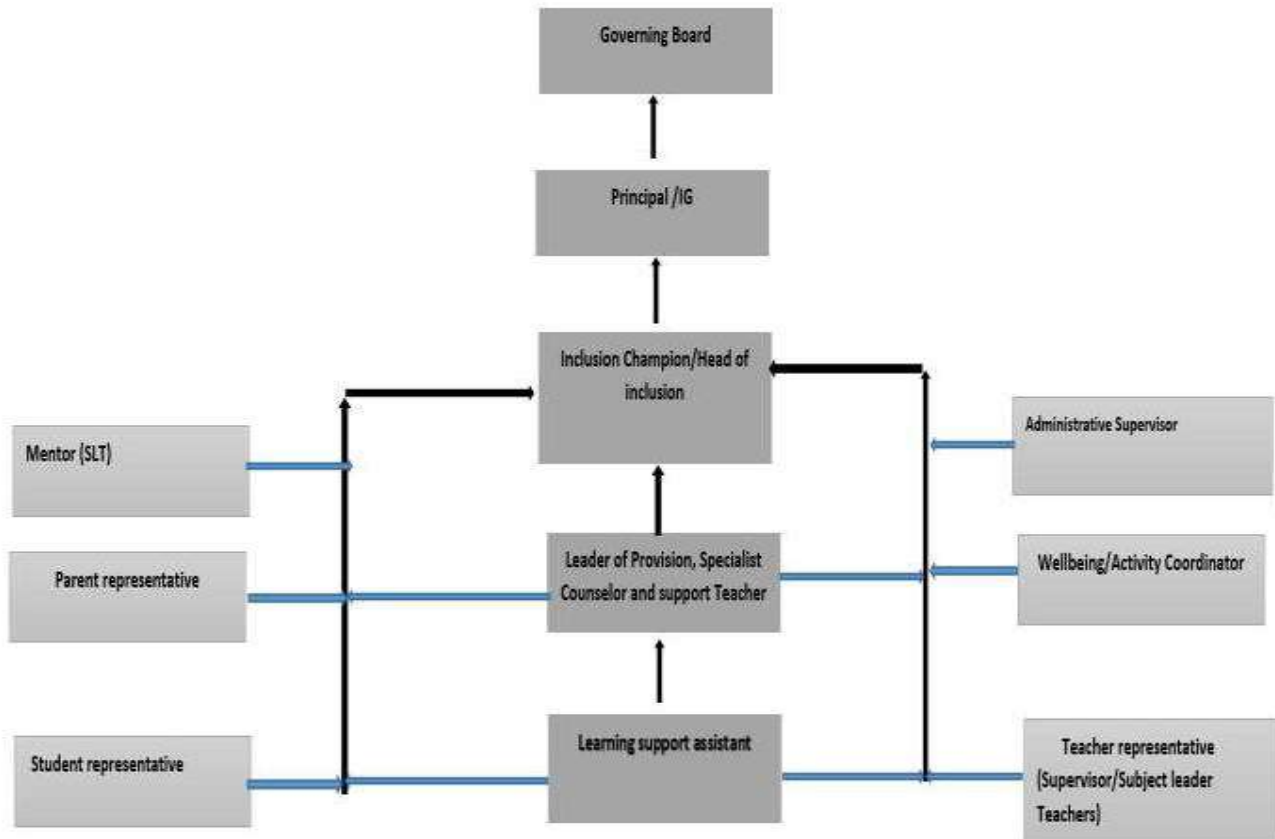 Governing Board
Principal /IG
Inclusion Champion/Head of
inclusion
Mentor (SLT)
Administrative Supervisor
Parent representative
Leader of Provision, Specialist
Counselor and support Teacher
Wellbeing/Activity Coordinator
Student representative
Learning support assistant
Teacher representative
(Supervisor/Subject leader
Teachers)